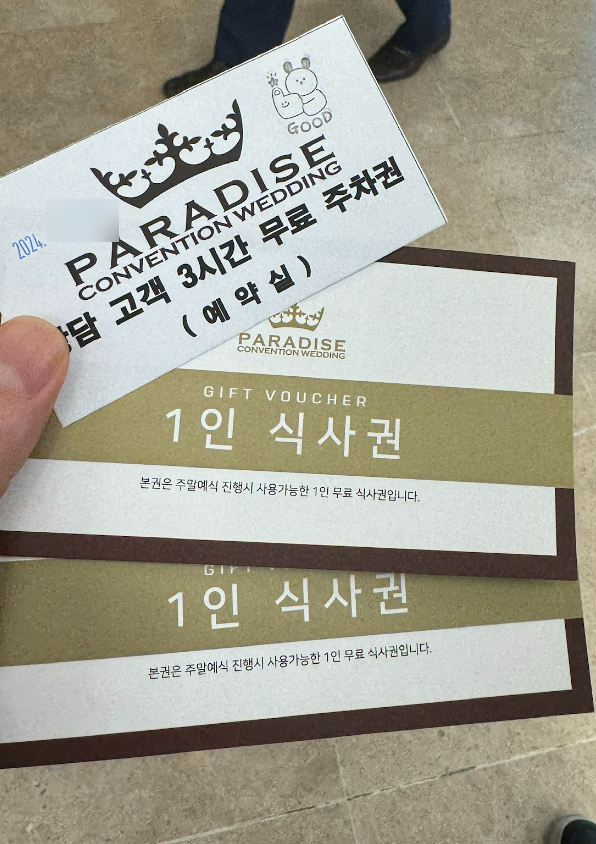 GOOD
PARADISE
CONVENTION WEDDING
2024.
상담 고객 3시간 무료 주차권
(예약실)
PARADISE
CONVENTION WEDDING
GIFT VOUCHER
1인 식사권
본권은 주말예식 진행시 사용가능한 1인 무료 식사권입니다.
1인 식사권
본권은 주말예식 진행시 사용가능한 1인 무료 식사권입니다.